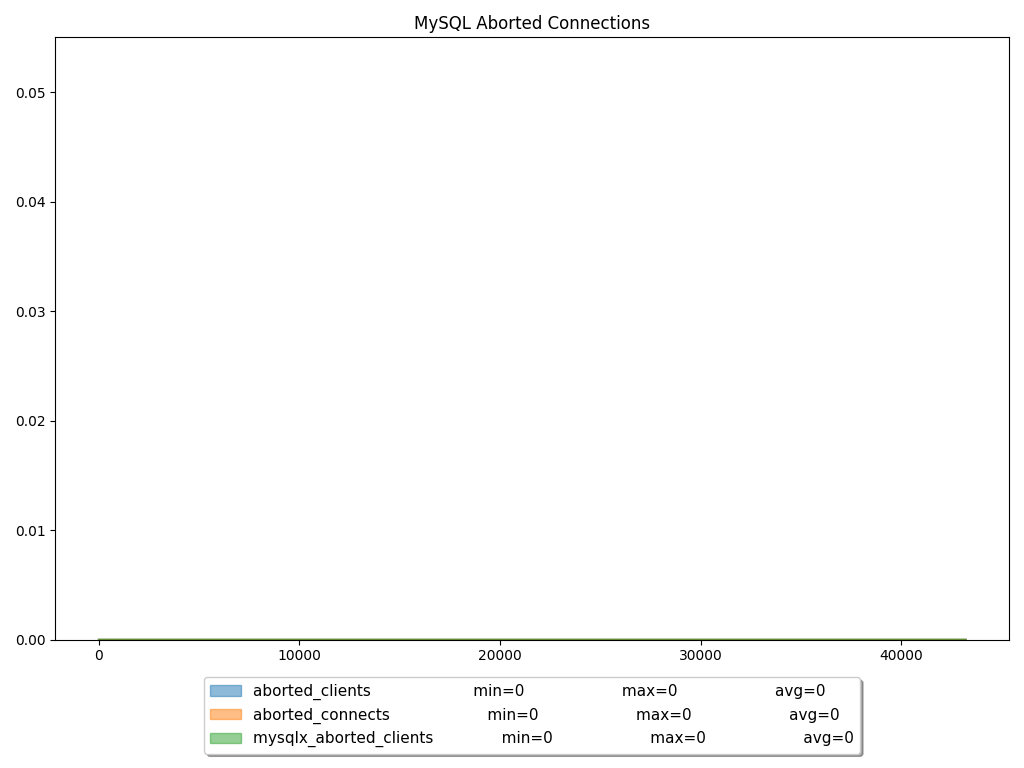 MySQL Aborted Connections
0.05
0.04
0.03
0.02
0.01
0.00
0 10000 20000 30000 40000
aborted_clients min=0 max=0 avg=0
aborted_connects min=0 max=0 avg=0
mysqlx_aborted_clients min=0 max=0 avg=0